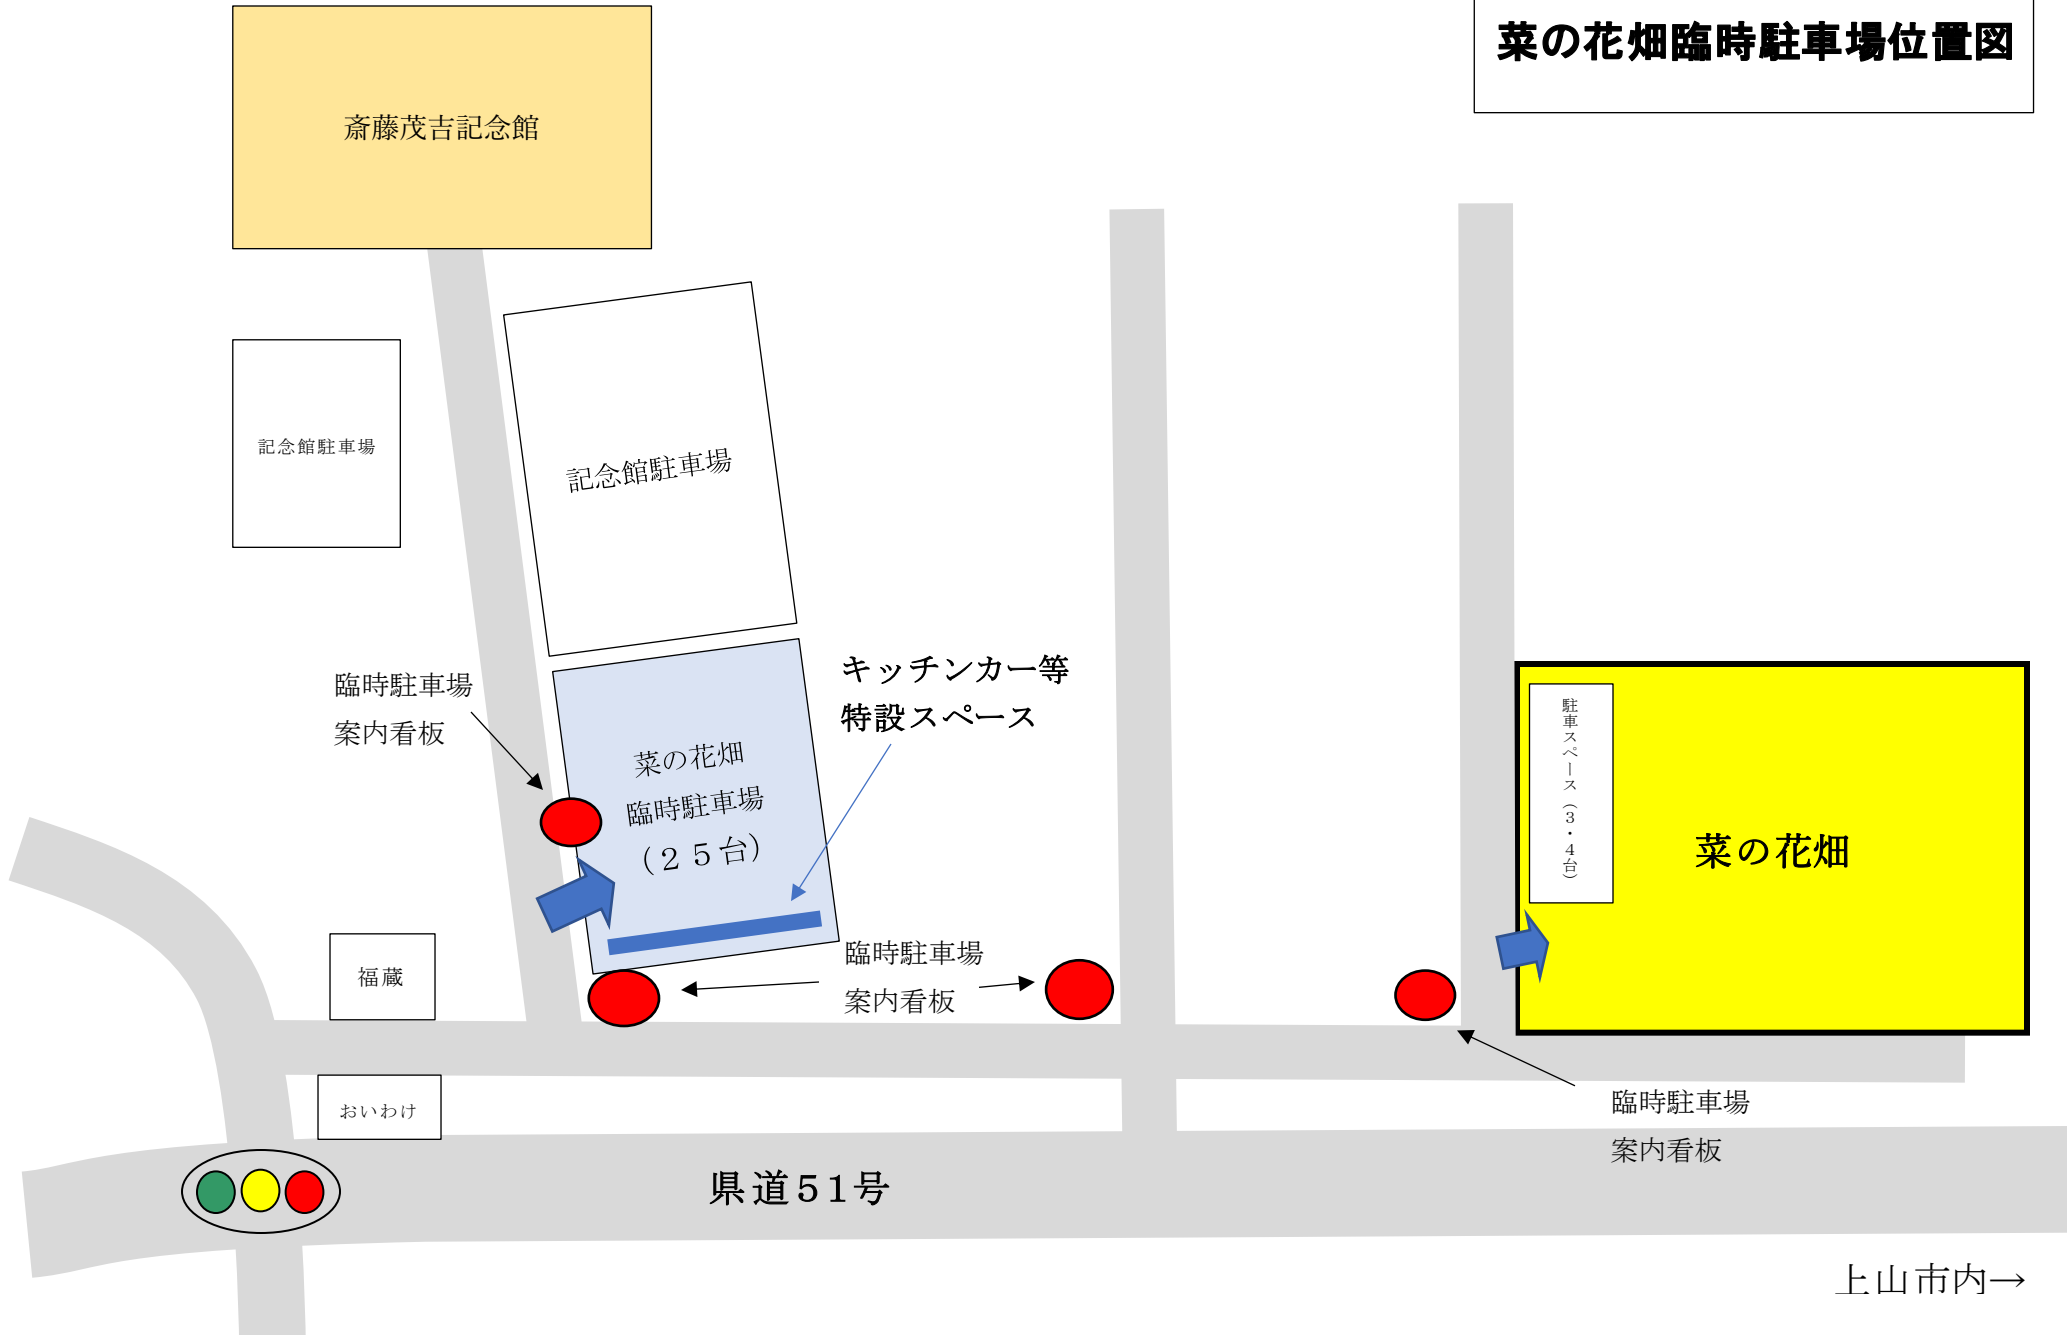 菜の花畑臨時駐車場位置図
斎藤茂吉記念館
記念館駐車場
記念館駐車場
臨時駐車場
案内看板
キッチンカー等
特設スペース
菜の花畑
臨時駐車場
（２５台）
駐車スペース（３・４台）
菜の花畑
福蔵
臨時駐車場
案内看板
おいわけ
臨時駐車場
案内看板
県道５１号
上山市内→